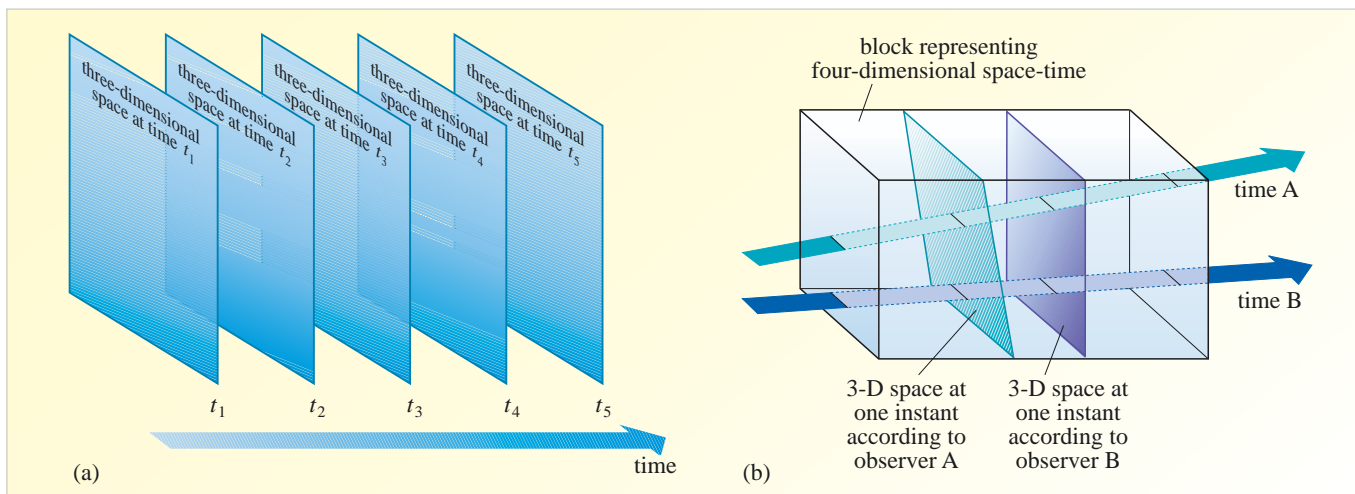 three-dimensional
space at time t₁
three-dimensional
space at time t₂
three-dimensional
space at time t₃
three-dimensional
space at time t₄
three-dimensional
space at time t₅
t₁
t₂
t₃
t₄
t₅
time
(a)
block representing
four-dimensional space-time
time A
time B
3-D space at
one instant
according to
observer A
3-D space at
one instant
according to
observer B
(b)